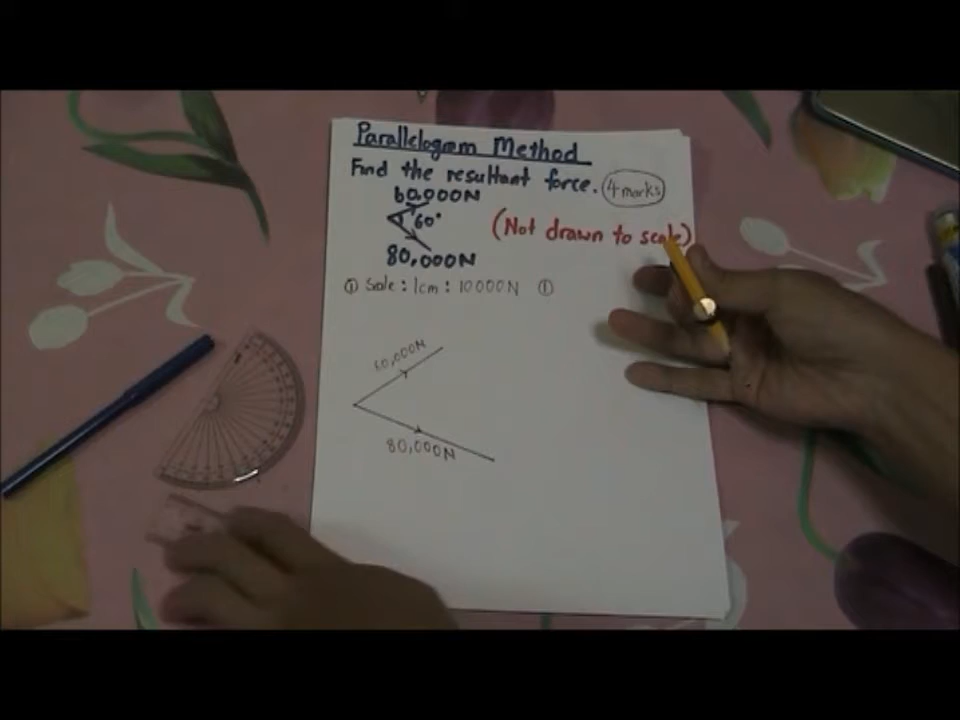 Parallelogram Method
Find the resultant force. 4 marks
60,000N
60°
(Not drawn to scale)
80,000N
① Scale : 1cm : 10000N ①
60,000N
80,000N